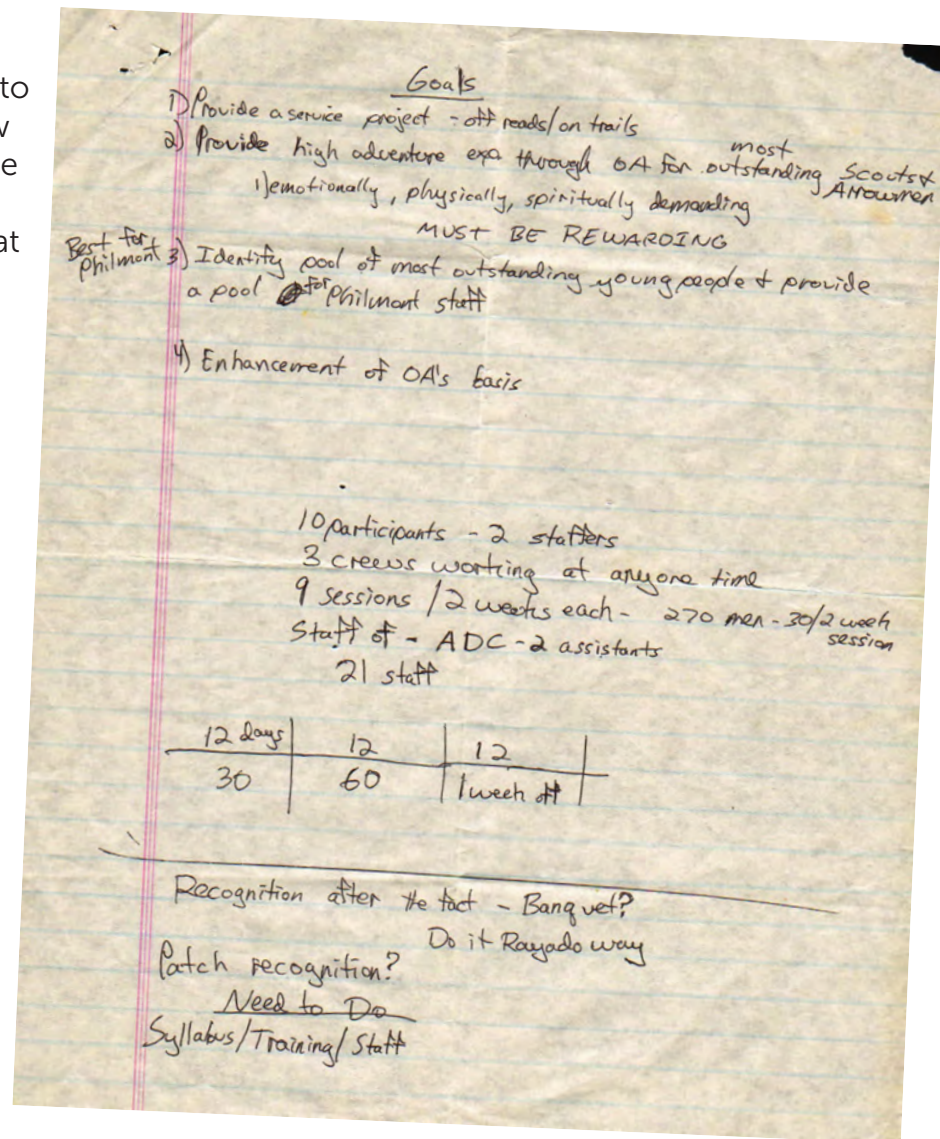 to
w
e
at
Goals
1) Provide a service project - off roads/on trails
2) Provide high adventure exp through OA for most outstanding Scouts & Arrowmen
1) emotionally, physically, spiritually demanding
MUST BE REWARDING
Best for Philmont 3) Identify pool of most outstanding young people & provide
a pool for Philmont staff
4) Enhancement of OA's basis
10 participants - 2 staffers
3 crews working at anyone time
9 sessions / 2 weeks each - 270 men - 30/2 week session
Staff of - ADC - 2 assistants
21 staff
12 days 12 12
30 60 1 week off
Recognition after the fact - Banquet?
Do it Rayado way
Patch recognition?
Need to Do
Syllabus/Training/Staff